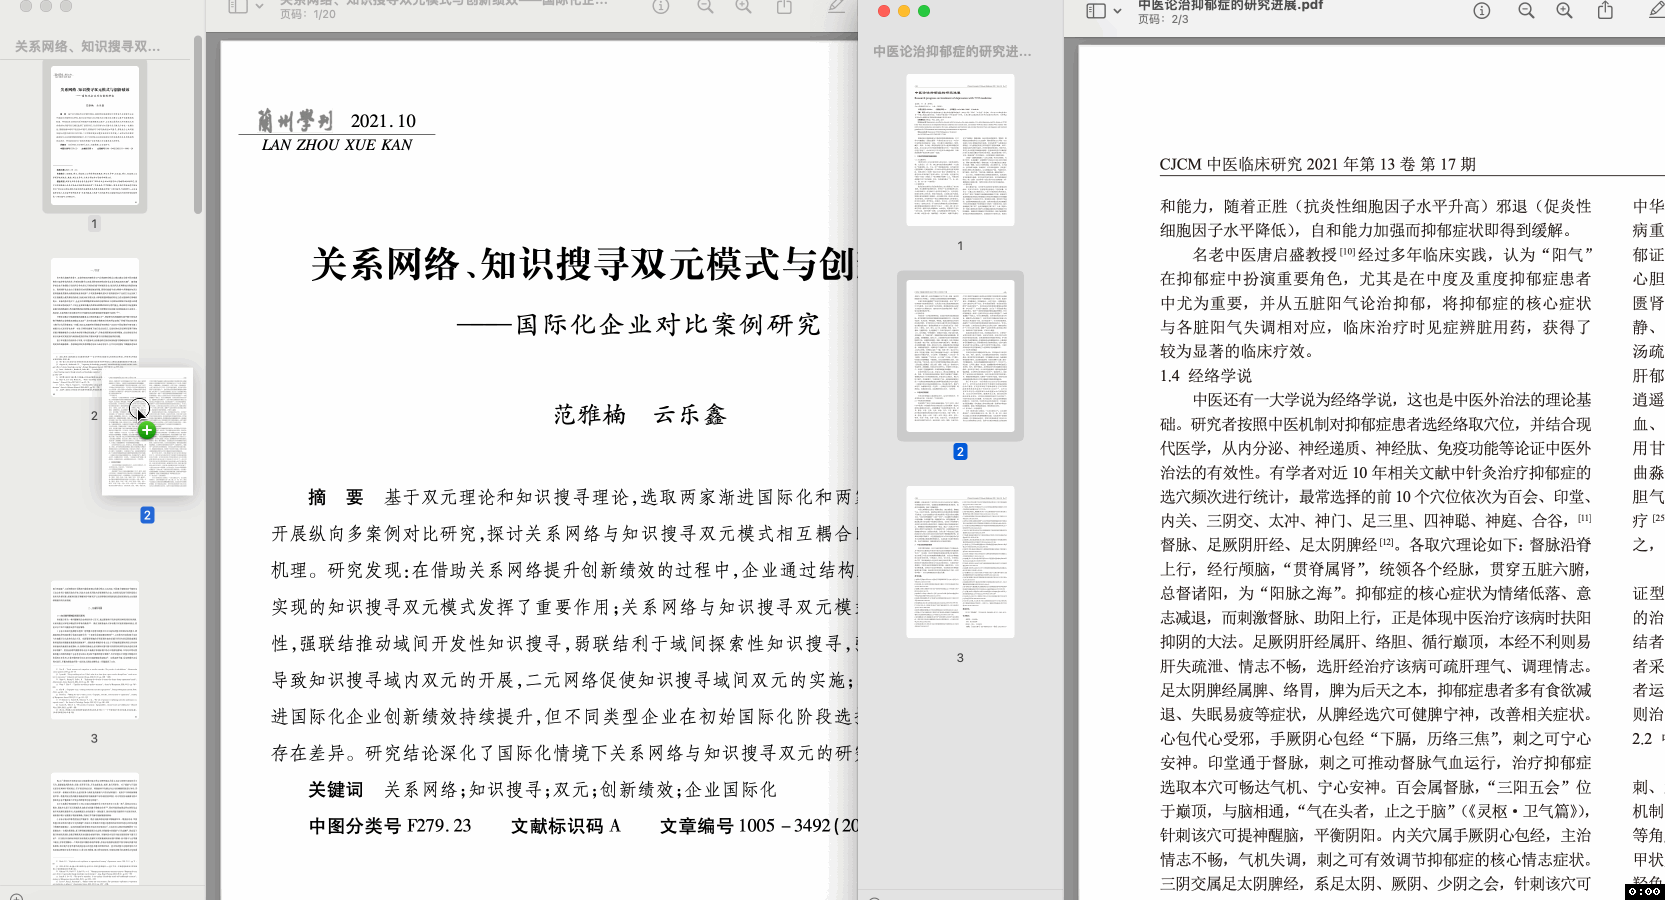 关系网络、知识搜寻双元模式与创新绩效——国际化企...
页码：1/20
关系网络、知识搜寻双...
1
2
2
3
蘭州學刊 2021.10
LAN ZHOU XUE KAN
关系网络、知识搜寻双元模式与创
——国际化企业对比案例研究
范雅楠 云乐鑫
摘 要 基于双元理论和知识搜寻理论,选取两家渐进国际化和两
开展纵向多案例对比研究,探讨关系网络与知识搜寻双元模式相互耦合
机理。研究发现:在借助关系网络提升创新绩效的过程中,企业通过结构
实现的知识搜寻双元模式发挥了重要作用;关系网络与知识搜寻双元模
性,强联结推动域间开发性知识搜寻,弱联结利于域间探索性知识搜寻,
导致知识搜寻域内双元的开展,二元网络促使知识搜寻域间双元的实施;
进国际化企业创新绩效持续提升,但不同类型企业在初始国际化阶段选
存在差异。研究结论深化了国际化情境下关系网络与知识搜寻双元的研
关键词 关系网络;知识搜寻;双元;创新绩效;企业国际化
中图分类号 F279.23 文献标识码 A 文章编号 1005－3492(20
中医论治抑郁症的研究进展.pdf
页码：2/3
中医论治抑郁症的研究进...
1
2
3
CJCM 中医临床研究 2021 年第 13 卷 第 17 期
和能力，随着正胜（抗炎性细胞因子水平升高）邪退（促炎性
细胞因子水平降低），自和能力加强而抑郁症状即得到缓解。
名老中医唐启盛教授[10]经过多年临床实践，认为“阳气”
在抑郁症中扮演重要角色，尤其是在中度及重度抑郁症患者
中尤为重要，并从五脏阳气论治抑郁，将抑郁症的核心症状
与各脏阳气失调相对应，临床治疗时见症辨脏用药，获得了
较为显著的临床疗效。
1.4 经络学说
中医还有一大学说为经络学说，这也是中医外治法的理论基
础。研究者按照中医机制对抑郁症患者选经络取穴位，并结合现
代医学，从内分泌、神经递质、神经肽、免疫功能等论证中医外
治法的有效性。有学者对近 10 年相关文献中针灸治疗抑郁症的
选穴频次进行统计，最常选择的前 10 个穴位依次为百会、印堂、
内关、三阴交、太冲、神门、足三里、四神聪、神庭、合谷，[11]
督脉、足厥阴肝经、足太阴脾经[12]。各取穴理论如下：督脉沿脊
上行，经行颅脑，“贯脊属肾”，统领各个经脉，贯穿五脏六腑，
总督诸阳，为“阳脉之海”。抑郁症的核心症状为情绪低落、意
志减退，而刺激督脉、助阳上行，正是体现中医治疗该病时扶阳
抑阴的大法。足厥阴肝经属肝、络胆、循行巅顶，本经不利则易
肝失疏泄、情志不畅，选肝经治疗该病可疏肝理气、调理情志。
足太阴脾经属脾、络胃，脾为后天之本，抑郁症患者多有食欲减
退、失眠易疲等症状，从脾经选穴可健脾宁神，改善相关症状。
心包代心受邪，手厥阴心包经“下膈，历络三焦”，刺之可宁心
安神。印堂通于督脉，刺之可推动督脉气血运行，治疗抑郁症
选取本穴可畅达气机、宁心安神。百会属督脉，“三阳五会”位
于巅顶，与脑相通，“气在头者，止之于脑”（《灵枢·卫气篇》），
针刺该穴可提神醒脑，平衡阴阳。内关穴属手厥阴心包经，主治
情志不畅，气机失调，刺之可有效调节抑郁症的核心情志症状。
三阴交属足太阴脾经，系足太阴、厥阴、少阴之会，针刺该穴可
中华
病重
郁证
心胆
匮肾
静、
汤疏
肝郁
逍遥
血、
用甘
曲淼
胆气
疗[25
之，
证型
的治
结者
者采
者运
则治
2.2
刺、
机制
等角
甲状
0:00